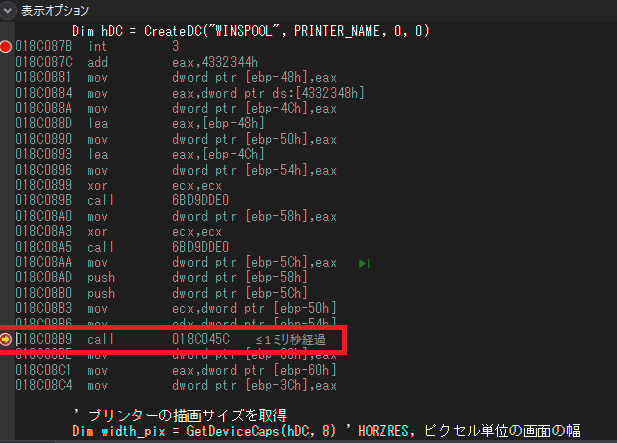 表示オプション
Dim hDC = CreateDC("WINSPOOL", PRINTER_NAME, 0, 0)
018C087B int 3
018C087C add eax,4332344h
018C0881 mov dword ptr [ebp-48h],eax
018C0884 mov eax,dword ptr ds:[4332348h]
018C088A mov dword ptr [ebp-4Ch],eax
018C088D lea eax,[ebp-48h]
018C0890 mov dword ptr [ebp-50h],eax
018C0893 lea eax,[ebp-4Ch]
018C0896 mov dword ptr [ebp-54h],eax
018C0899 xor ecx,ecx
018C089B call 6BD9DDE0
018C08A0 mov dword ptr [ebp-58h],eax
018C08A3 xor ecx,ecx
018C08A5 call 6BD9DDE0
018C08AA mov dword ptr [ebp-5Ch],eax
018C08AD push dword ptr [ebp-58h]
018C08B0 push dword ptr [ebp-5Ch]
018C08B3 mov ecx,dword ptr [ebp-50h]
018C08B6 mov edx,dword ptr [ebp-54h]
018C08B9 call 018C045C ≤1ミリ秒経過
018C08BE mov dword ptr [ebp-60h],eax
018C08C1 mov eax,dword ptr [ebp-60h]
018C08C4 mov dword ptr [ebp-3Ch],eax
' プリンターの描画サイズを取得
Dim width_pix = GetDeviceCaps(hDC, 8) ' HORZRES, ピクセル単位の画面の幅